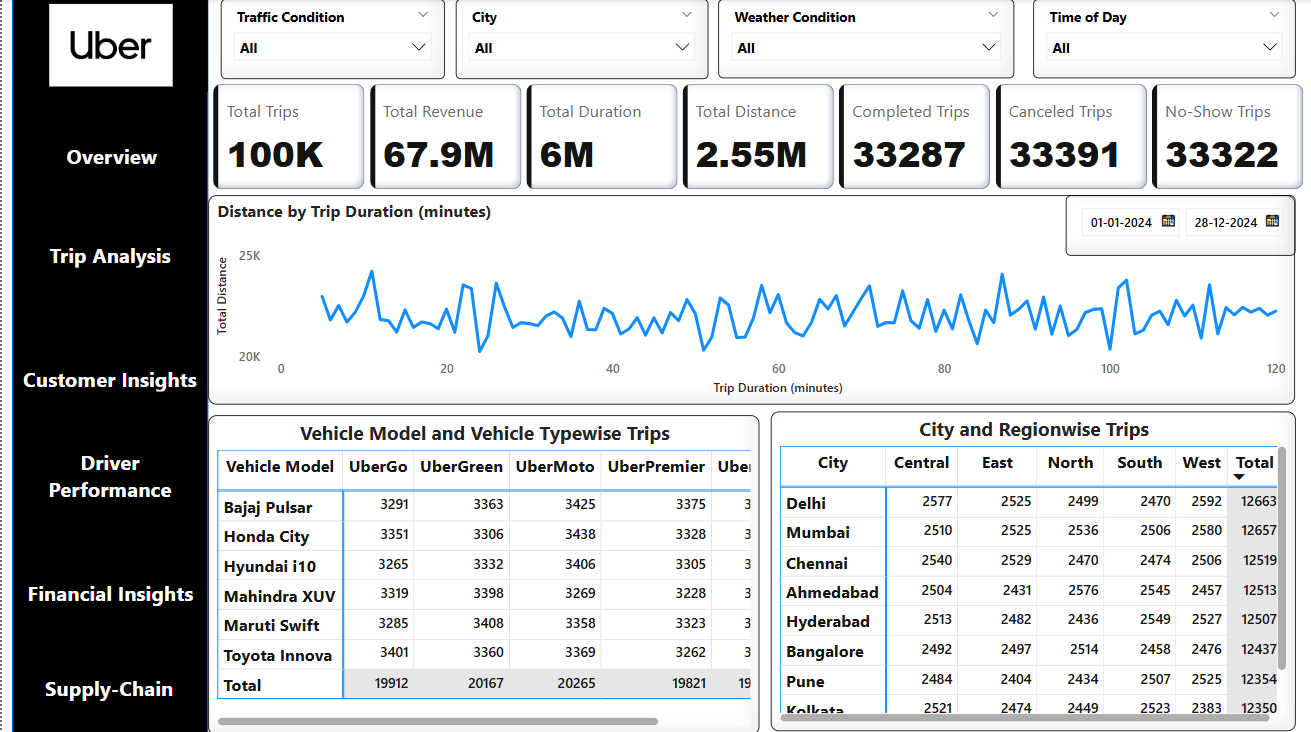 Uber
Overview
Trip Analysis
Customer Insights
Driver
Performance
Financial Insights
Supply-Chain
Traffic Condition
All
City
All
Weather Condition
All
Time of Day
All
Total Trips
100K
Total Revenue
67.9M
Total Duration
6M
Total Distance
2.55M
Completed Trips
33287
Canceled Trips
33391
No-Show Trips
33322
Distance by Trip Duration (minutes)
01-01-2024 28-12-2024
Total Distance
25K
20K
0 20 40 60 80 100 120
Trip Duration (minutes)
Vehicle Model and Vehicle Typewise Trips
Vehicle Model UberGo UberGreen UberMoto UberPremier Uber
Bajaj Pulsar 3291 3363 3425 3375 3
Honda City 3351 3306 3438 3328 3
Hyundai i10 3265 3332 3406 3305 3
Mahindra XUV 3319 3398 3269 3228 3
Maruti Swift 3285 3408 3358 3323 3
Toyota Innova 3401 3360 3369 3262 3
Total 19912 20167 20265 19821 19
City and Regionwise Trips
City Central East North South West Total
Delhi 2577 2525 2499 2470 2592 12663
Mumbai 2510 2525 2536 2506 2580 12657
Chennai 2540 2529 2470 2474 2506 12519
Ahmedabad 2504 2431 2576 2545 2457 12513
Hyderabad 2513 2482 2436 2549 2527 12507
Bangalore 2492 2497 2514 2458 2476 12437
Pune 2484 2404 2434 2507 2525 12354
Kolkata 2521 2474 2449 2523 2383 12350